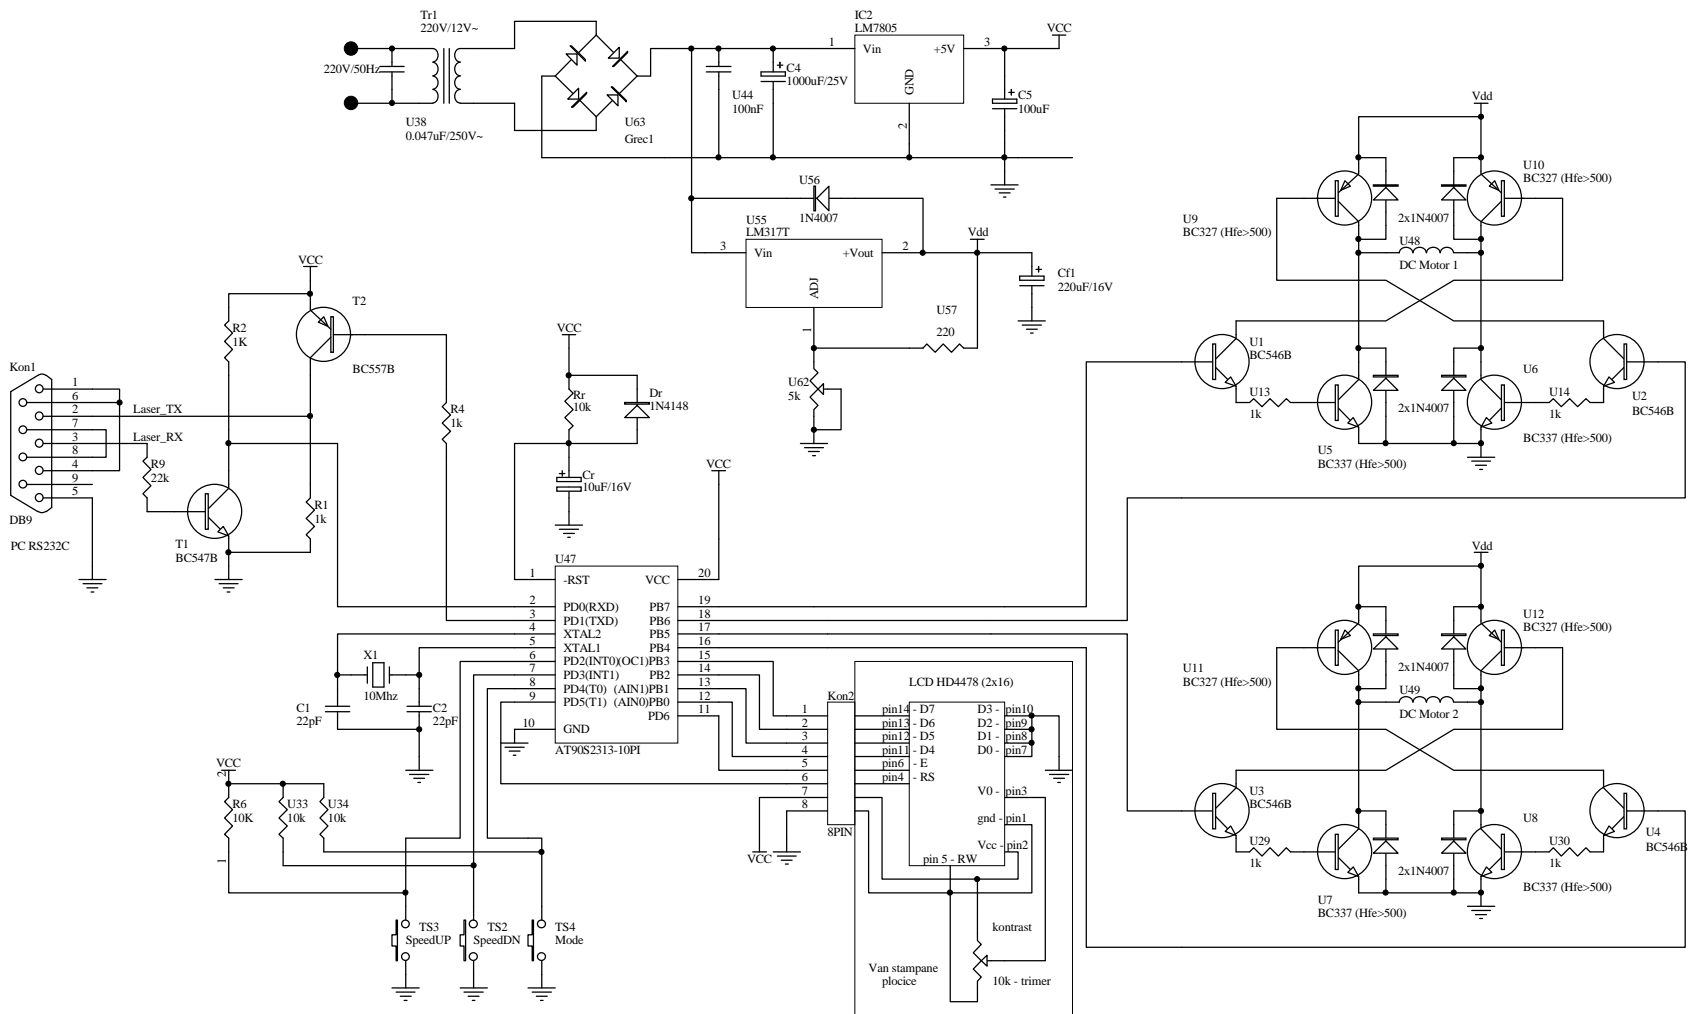 Tr1
220V/12V~
220V/50Hz
U38
0.047uF/250V~
U63
Grec1
U44
100nF
+
C4
1000uF/25V
IC2
LM7805
1
Vin
+5V
3
GND
2
VCC
+
C5
100uF
U56
1N4007
U55
LM317T
3
Vin
+Vout
2
ADJ
1
Vdd
+
Cf1
220uF/16V
U57
220
U62
5k
VCC
R2
1K
T2
BC557B
R4
1k
Kon1
1
6
2
7
3
8
4
9
5
DB9
PC RS232C
Laser_TX
Laser_RX
R9
22k
T1
BC547B
R1
1k
VCC
Rr
10k
Dr
1N4148
+
Cr
10uF/16V
VCC
U47
1
-RST
VCC
20
2
PD0(RXD)
PB7
19
3
PD1(TXD)
PB6
18
4
XTAL2
PB5
17
5
XTAL1
PB4
16
6
PD2(INT0)(OC1)PB3
15
7
PD3(INT1)
PB2
14
8
PD4(T0)
(AIN1)PB1
13
9
PD5(T1)
(AIN0)PB0
12
PD6
11
10
GND
AT90S2313-10PI
X1
10Mhz
C1
22pF
C2
22pF
VCC
2
R6
10K
1
U33
10k
U34
10k
TS3
SpeedUP
TS2
SpeedDN
TS4
Mode
Kon2
1
2
3
4
5
6
7
8
8PIN
VCC
LCD HD4478 (2x16)
pin14 - D7
D3 - pin10
pin13 - D6
D2 - pin9
pin12 - D5
D1 - pin8
pin11 - D4
D0 - pin7
pin6 - E
pin4 - RS
V0 - pin3
gnd - pin1
Vcc - pin2
pin 5 - RW
kontrast
10k - trimer
Van stampane
plocice
Vdd
U10
BC327 (Hfe>500)
U9
BC327 (Hfe>500)
2x1N4007
U48
DC Motor 1
U1
BC546B
U13
1k
U5
BC337 (Hfe>500)
2x1N4007
U6
BC337 (Hfe>500)
U14
1k
U2
BC546B
Vdd
U12
BC327 (Hfe>500)
U11
BC327 (Hfe>500)
2x1N4007
U49
DC Motor 2
U3
BC546B
U29
1k
U7
BC337 (Hfe>500)
2x1N4007
U8
BC337 (Hfe>500)
U30
1k
U4
BC546B